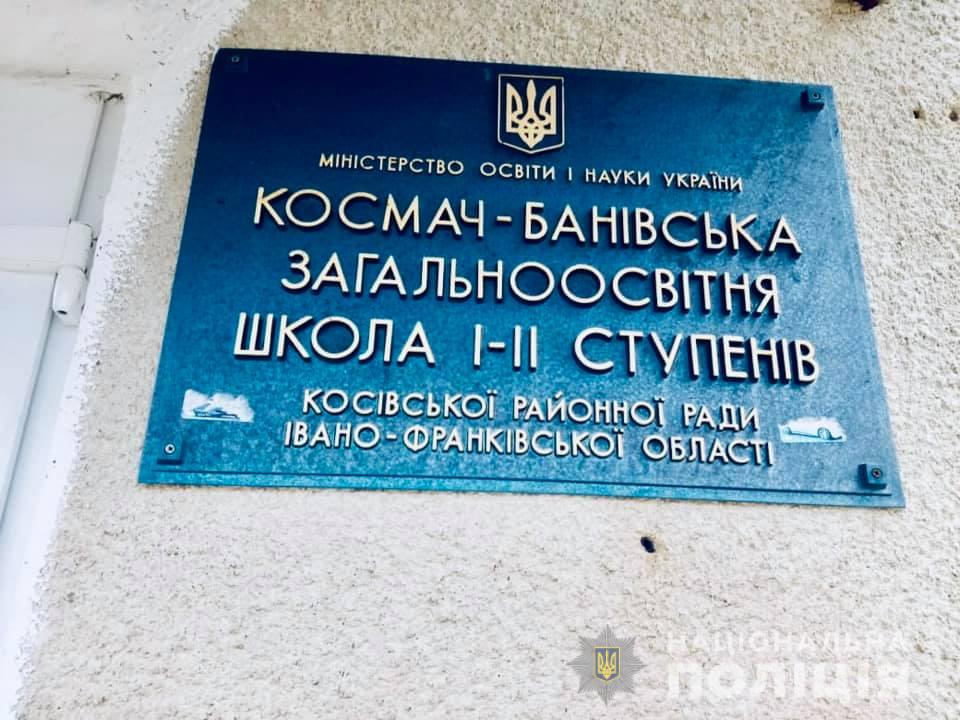 МІНІСТЕРСТВО ОСВІТИ І НАУКИ УКРАЇНИ
КОСМАЧ-БАНІВСЬКА
ЗАГАЛЬНООСВІТНЯ
ШКОЛА І-ІІ СТУПЕНІВ
КОСІВСЬКОЇ РАЙОННОЇ РАДИ
ІВАНО-ФРАНКІВСЬКОЇ ОБЛАСТІ
НАЦІОНАЛЬНА
ПОЛІЦІЯ